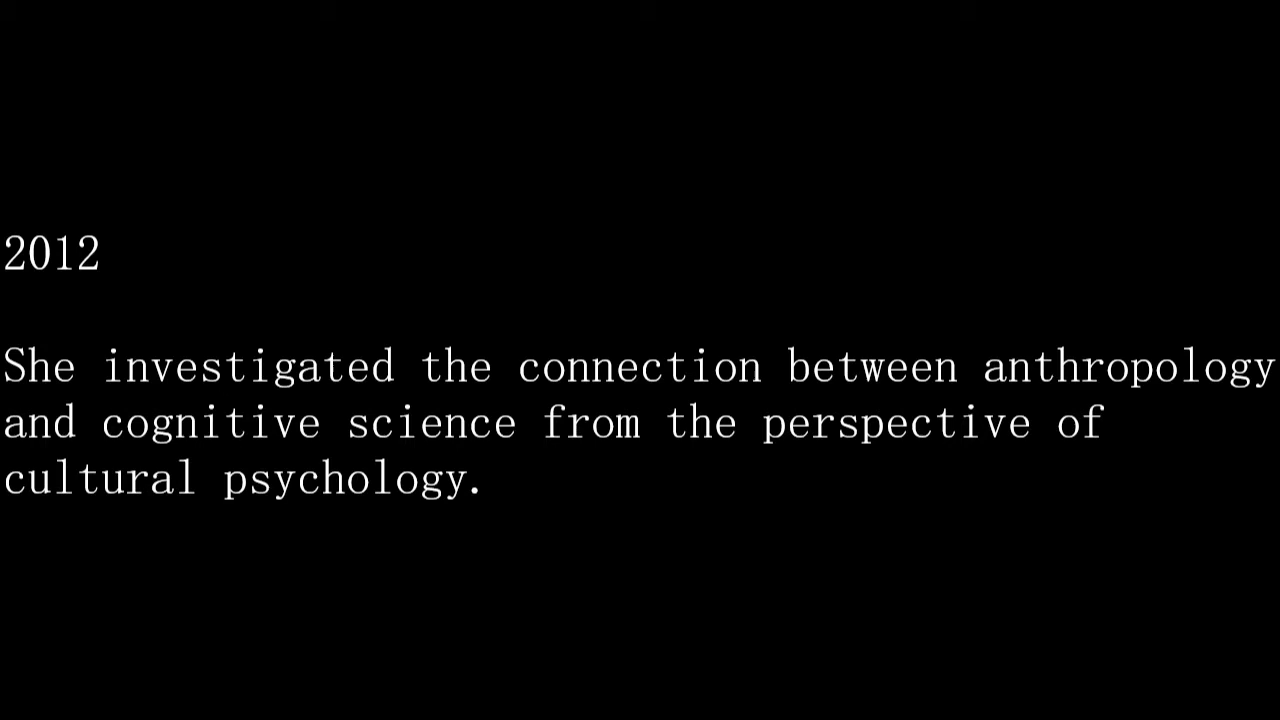 2012
She investigated the connection between anthropology
and cognitive science from the perspective of
cultural psychology.